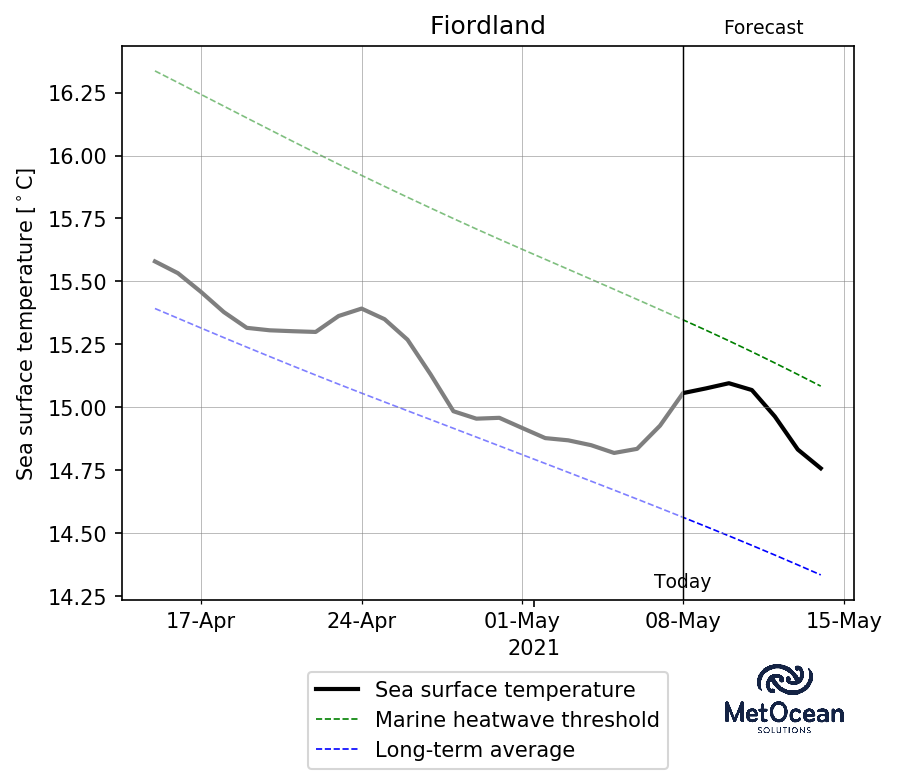 Fiordland
Forecast
Sea surface temperature [°C]
16.25
16.00
15.75
15.50
15.25
15.00
14.75
14.50
14.25
Today
17-Apr 24-Apr 01-May 08-May 15-May
2021
Sea surface temperature
Marine heatwave threshold
Long-term average
MetOcean
SOLUTIONS